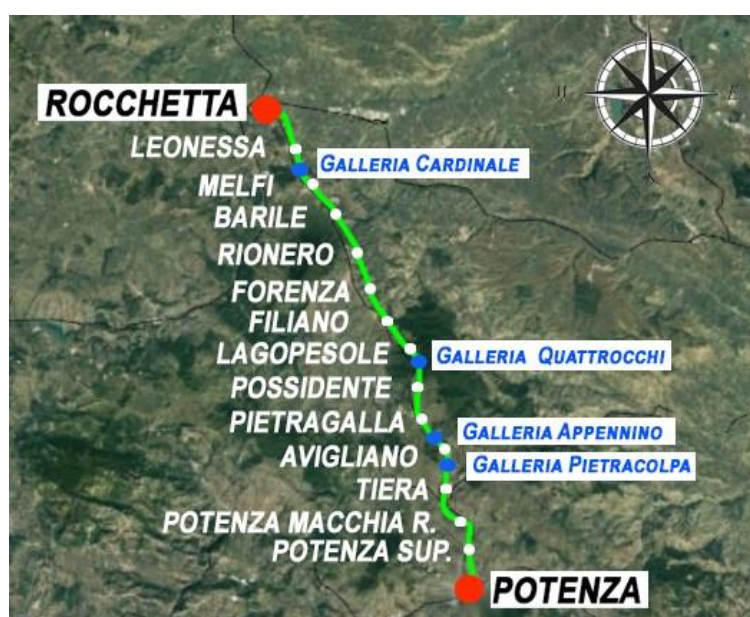 ROCCHETTA
LEONESSA
GALLERIA CARDINALE
MELFI
BARILE
RIONERO
FORENZA
FILIANO
LAGOPESOLE
GALLERIA QUATTROCCHI
POSSIDENTE
PIETRAGALLA
GALLERIA APPENNINO
AVIGLIANO
GALLERIA PIETRACOLPA
TIERA
POTENZA MACCHIA R.
POTENZA SUP.
POTENZA